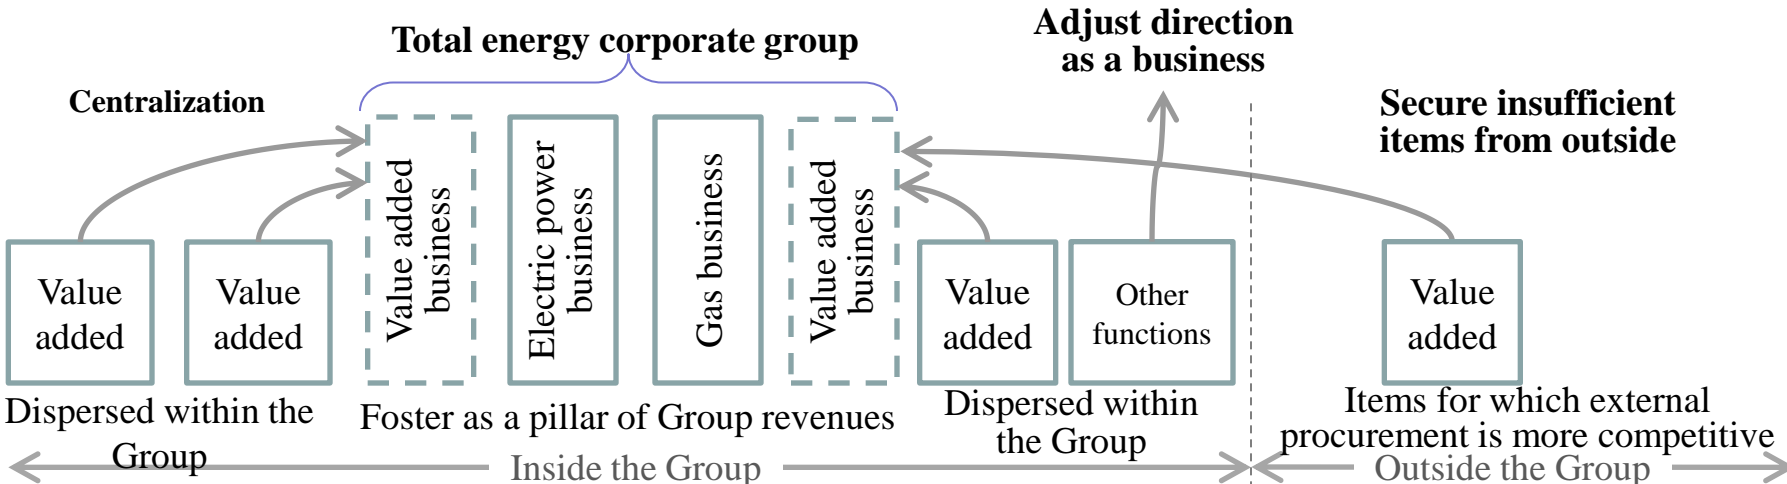 Total energy corporate group
Adjust direction
as a business
Centralization
Secure insufficient
items from outside
Value
added
Value
added
Value added
business
Electric power
business
Gas business
Value added
business
Value
added
Other
functions
Value
added
Dispersed within the
Group
Foster as a pillar of Group revenues
Dispersed within
the Group
Items for which external
procurement is more competitive
Inside the Group
Outside the Group